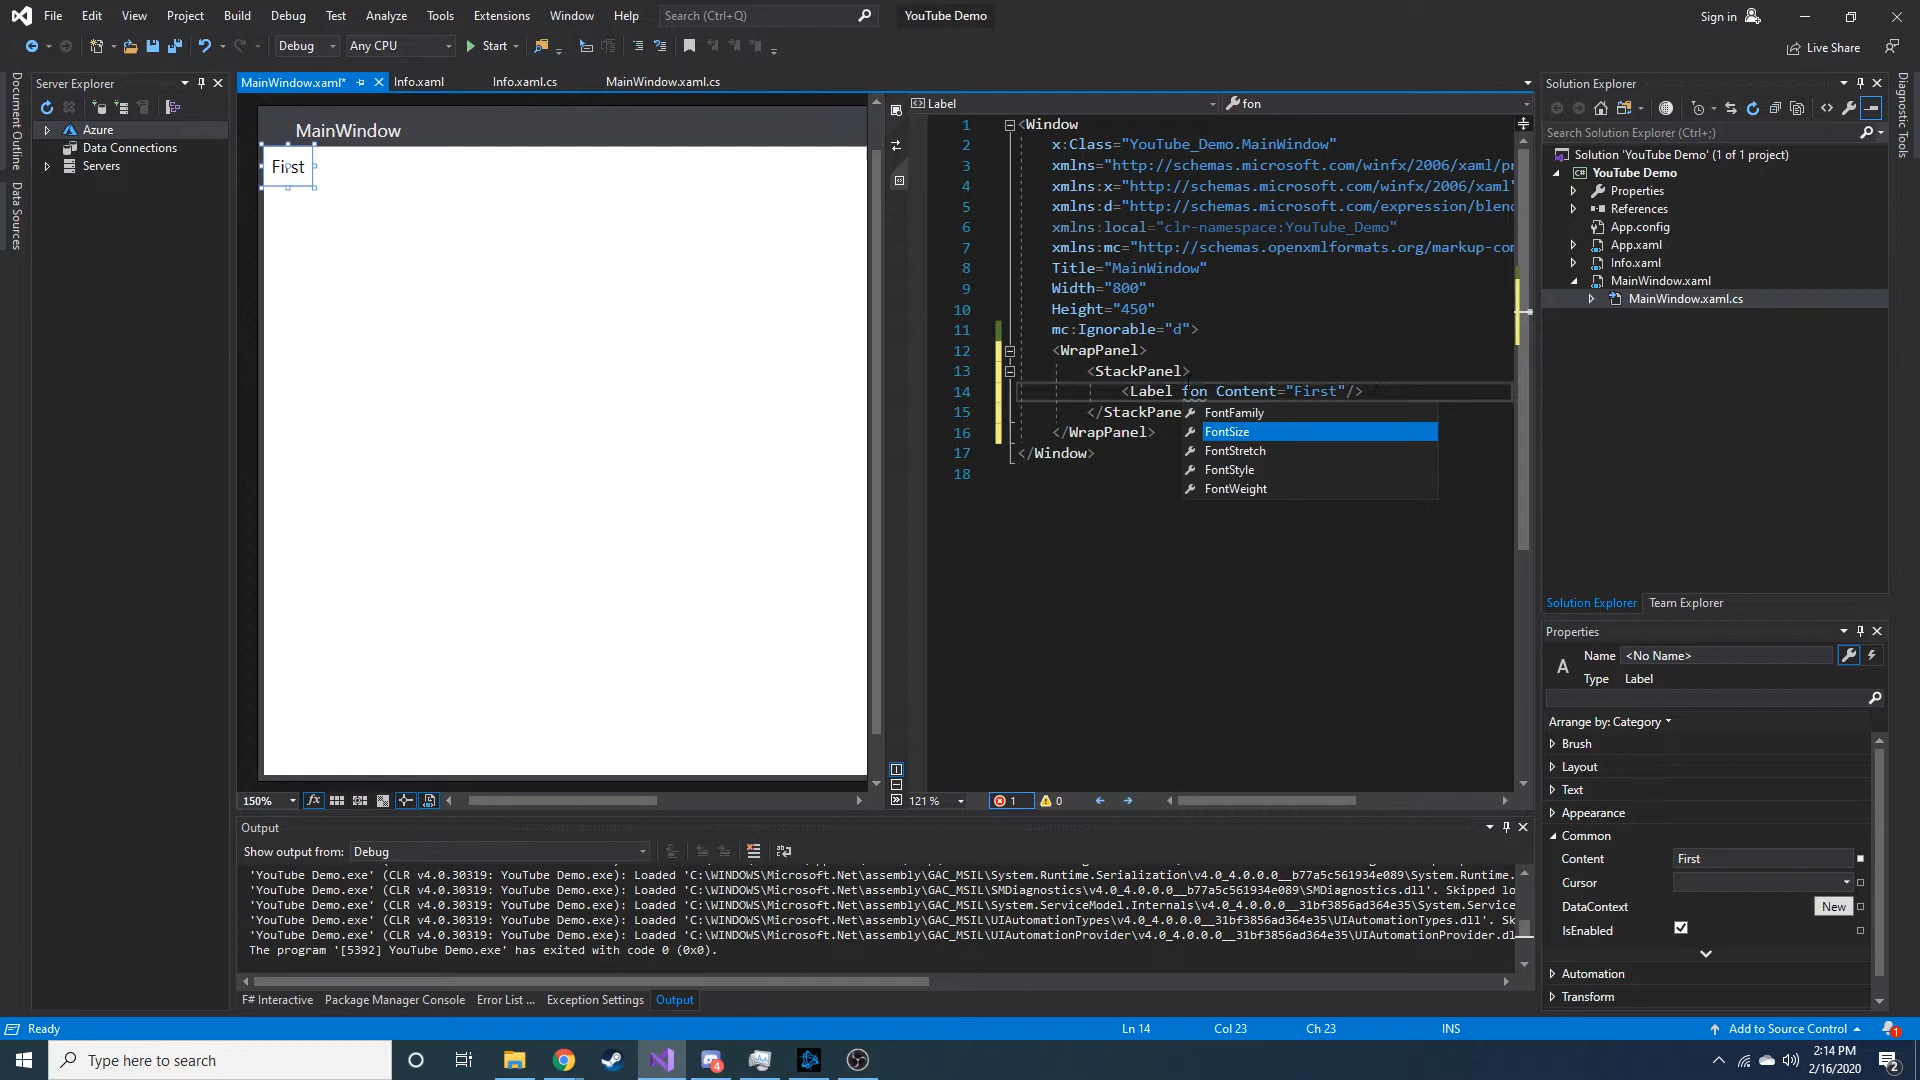 File Edit View Project Build Debug Test Analyze Tools Extensions Window Help Search (Ctrl+Q) YouTube Demo Sign in
Debug Any CPU Start Live Share
Document Outline
Data Sources
Server Explorer
Azure
Data Connections
Servers
MainWindow.xaml* Info.xaml Info.xaml.cs MainWindow.xaml.cs
MainWindow
First
Label fon
1 <Window
2 x:Class="YouTube_Demo.MainWindow"
3 xmlns="http://schemas.microsoft.com/winfx/2006/xaml/pr
4 xmlns:x="http://schemas.microsoft.com/winfx/2006/xaml"
5 xmlns:d="http://schemas.microsoft.com/expression/blend
6 xmlns:local="clr-namespace:YouTube_Demo"
7 xmlns:mc="http://schemas.openxmlformats.org/markup-com
8 Title="MainWindow"
9 Width="800"
10 Height="450"
11 mc:Ignorable="d">
12 <WrapPanel>
13 <StackPanel>
14 <Label fon Content="First"/>
15 </StackPane
16 </WrapPanel>
17 </Window>
18
FontFamily
FontSize
FontStretch
FontStyle
FontWeight
150% fx 121 % 1 0
Solution Explorer
Search Solution Explorer (Ctrl+;)
Solution 'YouTube Demo' (1 of 1 project)
YouTube Demo
Properties
References
App.config
App.xaml
Info.xaml
MainWindow.xaml
MainWindow.xaml.cs
Solution Explorer Team Explorer
Diagnostic Tools
Properties
Name <No Name>
Type Label
Arrange by: Category
Brush
Layout
Text
Appearance
Common
Content First
Cursor
DataContext New
IsEnabled
Automation
Transform
Output
Show output from: Debug
'YouTube Demo.exe' (CLR v4.0.30319: YouTube Demo.exe): Loaded 'C:\WINDOWS\Microsoft.Net\assembly\GAC_MSIL\System.Runtime.Serialization\v4.0_4.0.0.0__b77a5c561934e089\System.Runtime.
'YouTube Demo.exe' (CLR v4.0.30319: YouTube Demo.exe): Loaded 'C:\WINDOWS\Microsoft.Net\assembly\GAC_MSIL\SMDiagnostics\v4.0_4.0.0.0__b77a5c561934e089\SMDiagnostics.dll'. Skipped lo
'YouTube Demo.exe' (CLR v4.0.30319: YouTube Demo.exe): Loaded 'C:\WINDOWS\Microsoft.Net\assembly\GAC_MSIL\System.ServiceModel.Internals\v4.0_4.0.0.0__31bf3856ad364e35\System.Service
'YouTube Demo.exe' (CLR v4.0.30319: YouTube Demo.exe): Loaded 'C:\WINDOWS\Microsoft.Net\assembly\GAC_MSIL\UIAutomationTypes\v4.0_4.0.0.0__31bf3856ad364e35\UIAutomationTypes.dll'. Sk
'YouTube Demo.exe' (CLR v4.0.30319: YouTube Demo.exe): Loaded 'C:\WINDOWS\Microsoft.Net\assembly\GAC_MSIL\UIAutomationProvider\v4.0_4.0.0.0__31bf3856ad364e35\UIAutomationProvider.dl
The program '[5392] YouTube Demo.exe' has exited with code 0 (0x0).
F# Interactive Package Manager Console Error List ... Exception Settings Output
Ready Ln 14 Col 23 Ch 23 INS Add to Source Control 1
Type here to search 4 2:14 PM
2/16/2020 2